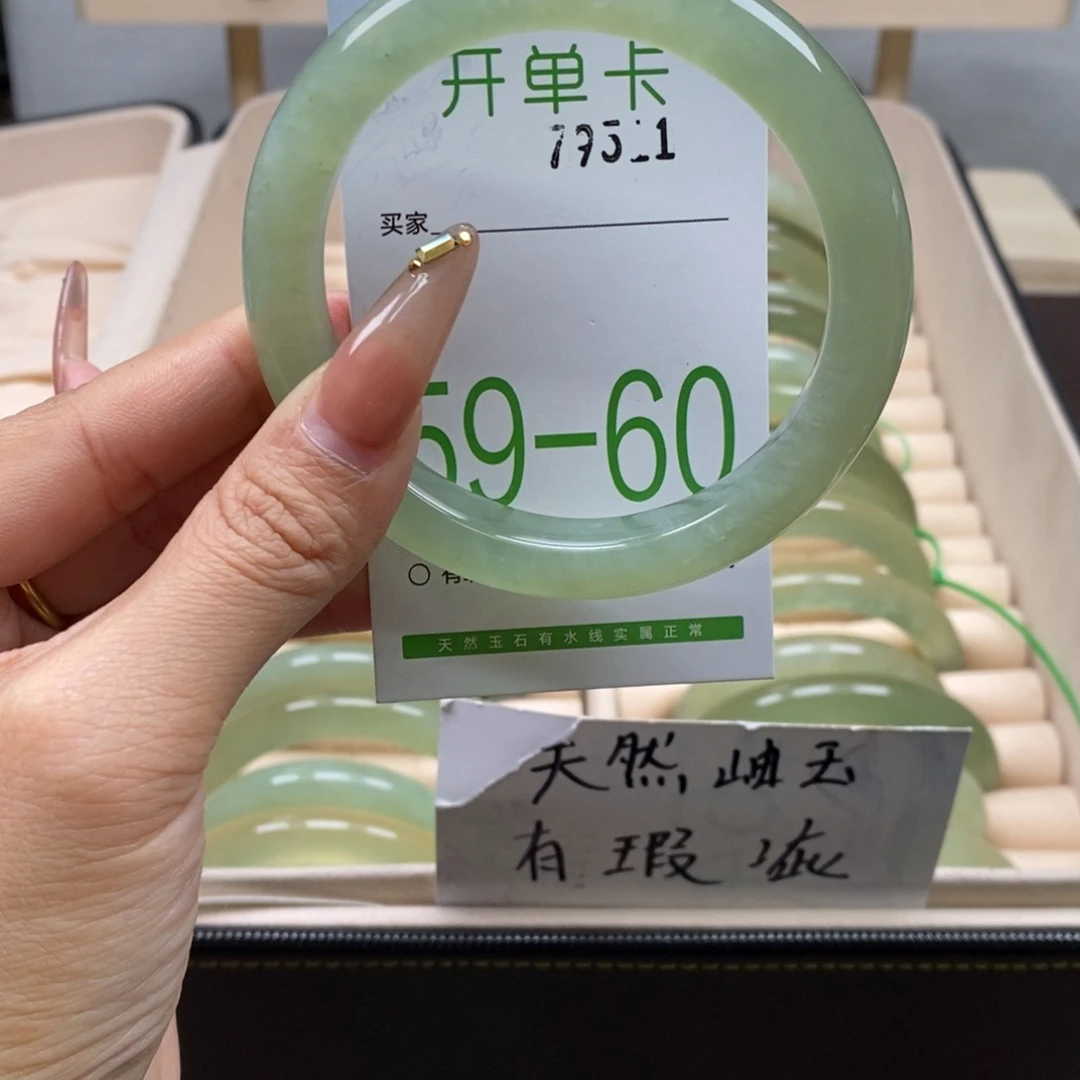 开单卡
买家
59-60
天然玉石有水线实属正常
天然岫玉
有瑕疵